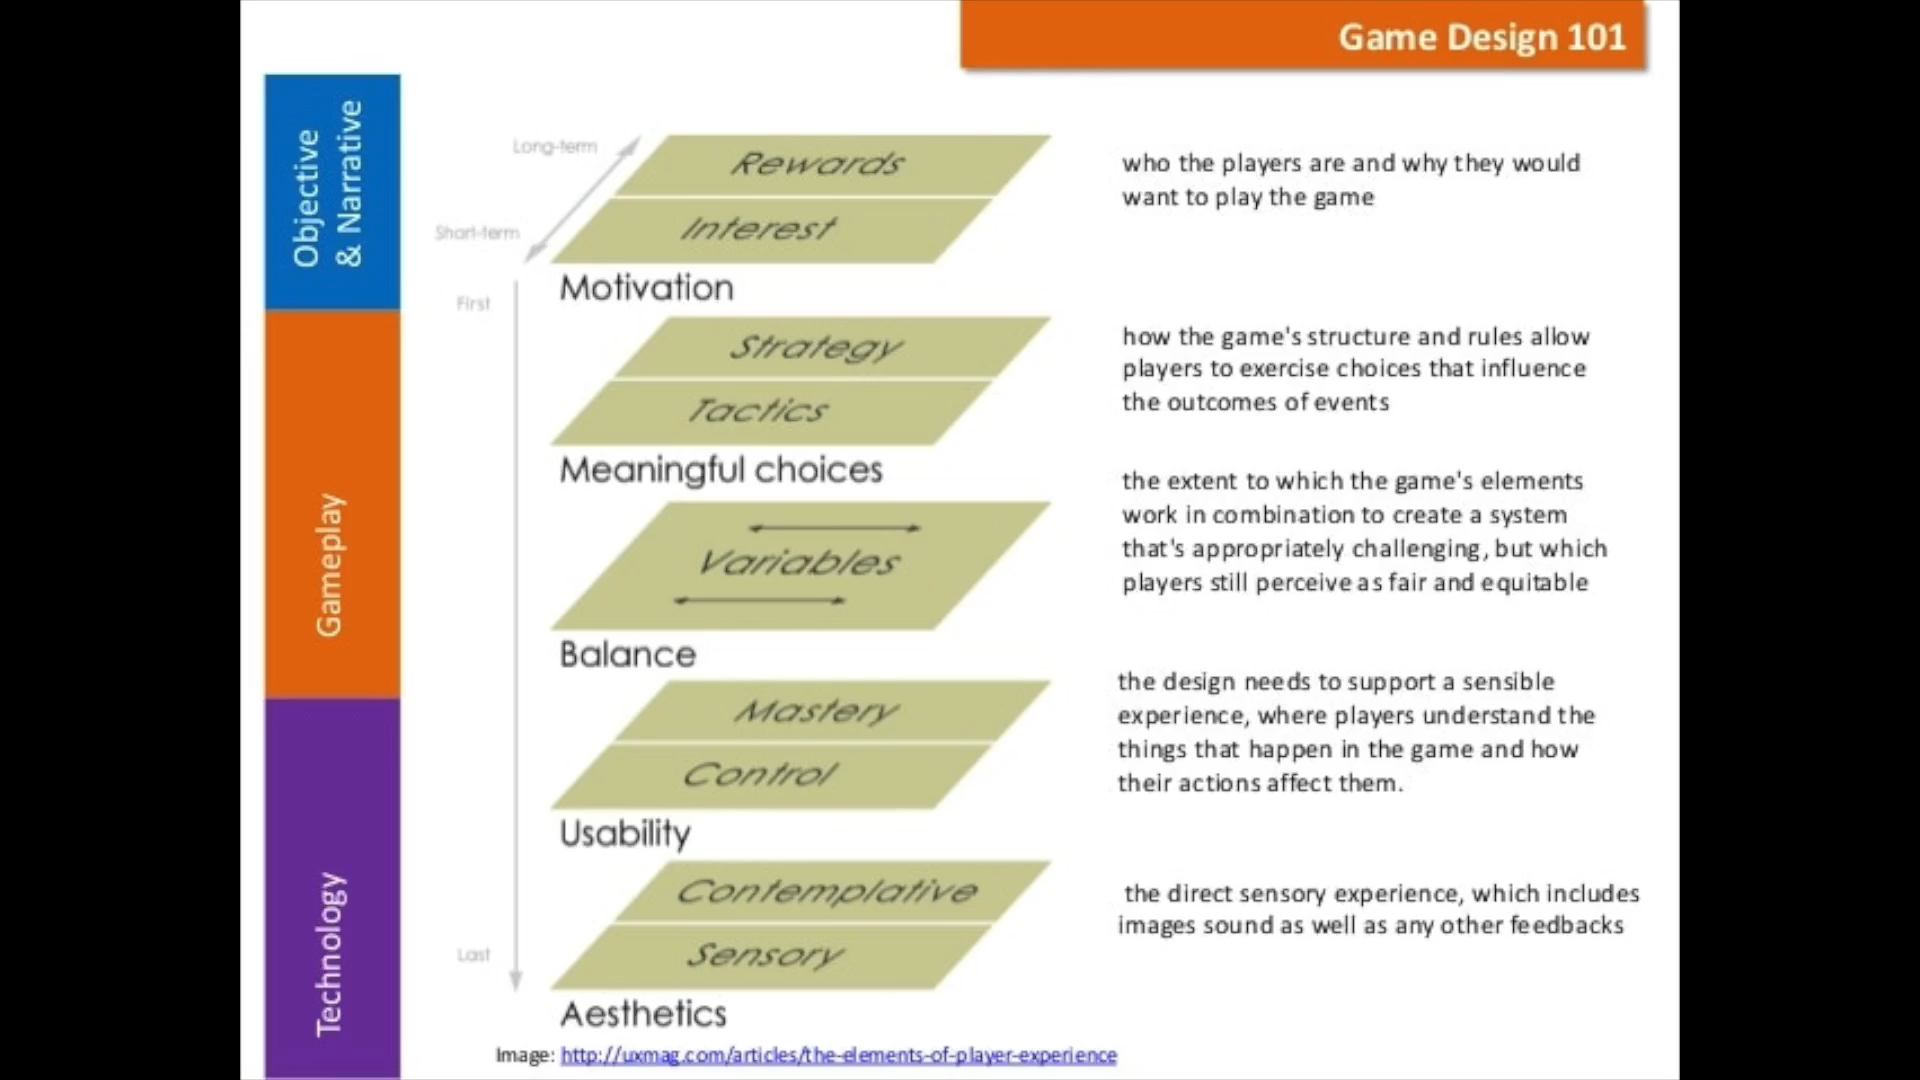 Game Design 101
Objective
& Narrative
Long-term
Short-term
Rewards
Interest
Motivation
who the players are and why they would
want to play the game
First
Gameplay
Strategy
Tactics
Meaningful choices
how the game's structure and rules allow
players to exercise choices that influence
the outcomes of events
Variables
Balance
the extent to which the game's elements
work in combination to create a system
that's appropriately challenging, but which
players still perceive as fair and equitable
Technology
Mastery
Control
Usability
the design needs to support a sensible
experience, where players understand the
things that happen in the game and how
their actions affect them.
Last
Contemplative
Sensory
Aesthetics
the direct sensory experience, which includes
images sound as well as any other feedbacks
Image: http://uxmag.com/articles/the-elements-of-player-experience